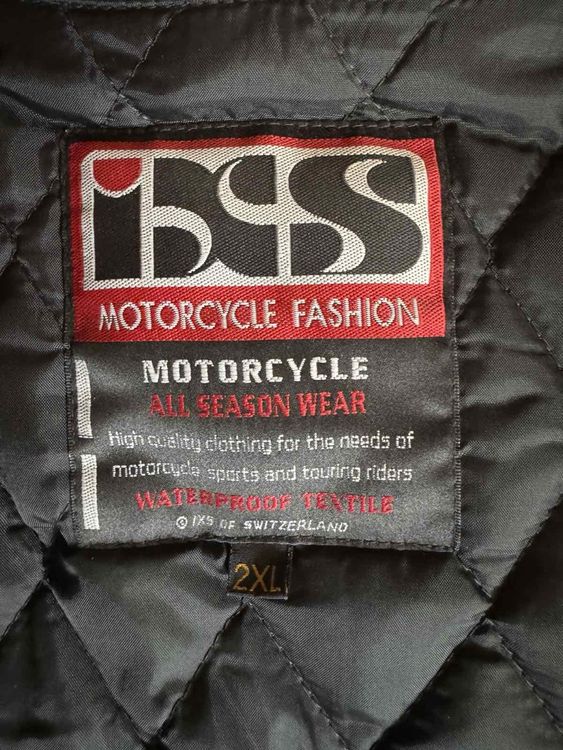 iXS
MOTORCYCLE FASHION
MOTORCYCLE
ALL SEASON WEAR
High quality clothing for the needs of
motorcycle sports and touring riders
WATERPROOF TEXTILE
© IXS OF SWITZERLAND
2XL